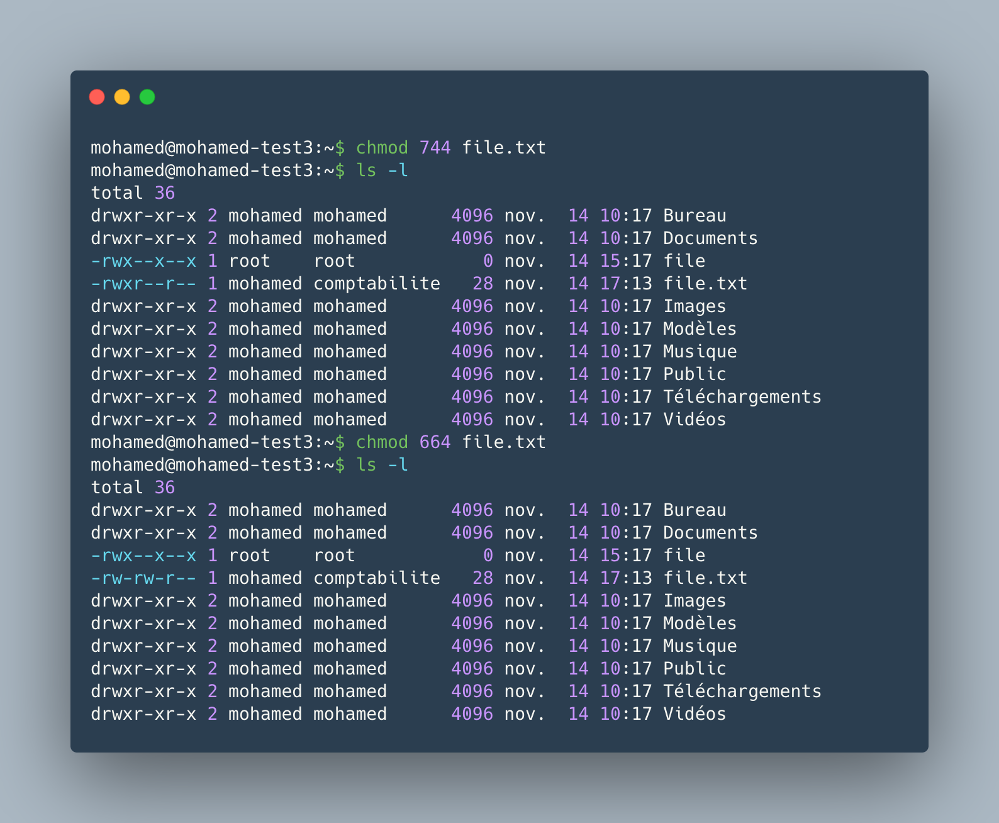 mohamed@mohamed-test3:~$ chmod 744 file.txt
mohamed@mohamed-test3:~$ ls -l
total 36
drwxr-xr-x 2 mohamed mohamed      4096 nov.  14 10:17 Bureau
drwxr-xr-x 2 mohamed mohamed      4096 nov.  14 10:17 Documents
-rwx--x--x 1 root    root            0 nov.  14 15:17 file
-rwxr--r-- 1 mohamed comptabilite   28 nov.  14 17:13 file.txt
drwxr-xr-x 2 mohamed mohamed      4096 nov.  14 10:17 Images
drwxr-xr-x 2 mohamed mohamed      4096 nov.  14 10:17 Modèles
drwxr-xr-x 2 mohamed mohamed      4096 nov.  14 10:17 Musique
drwxr-xr-x 2 mohamed mohamed      4096 nov.  14 10:17 Public
drwxr-xr-x 2 mohamed mohamed      4096 nov.  14 10:17 Téléchargements
drwxr-xr-x 2 mohamed mohamed      4096 nov.  14 10:17 Vidéos
mohamed@mohamed-test3:~$ chmod 664 file.txt
mohamed@mohamed-test3:~$ ls -l
total 36
drwxr-xr-x 2 mohamed mohamed      4096 nov.  14 10:17 Bureau
drwxr-xr-x 2 mohamed mohamed      4096 nov.  14 10:17 Documents
-rwx--x--x 1 root    root            0 nov.  14 15:17 file
-rw-rw-r-- 1 mohamed comptabilite   28 nov.  14 17:13 file.txt
drwxr-xr-x 2 mohamed mohamed      4096 nov.  14 10:17 Images
drwxr-xr-x 2 mohamed mohamed      4096 nov.  14 10:17 Modèles
drwxr-xr-x 2 mohamed mohamed      4096 nov.  14 10:17 Musique
drwxr-xr-x 2 mohamed mohamed      4096 nov.  14 10:17 Public
drwxr-xr-x 2 mohamed mohamed      4096 nov.  14 10:17 Téléchargements
drwxr-xr-x 2 mohamed mohamed      4096 nov.  14 10:17 Vidéos